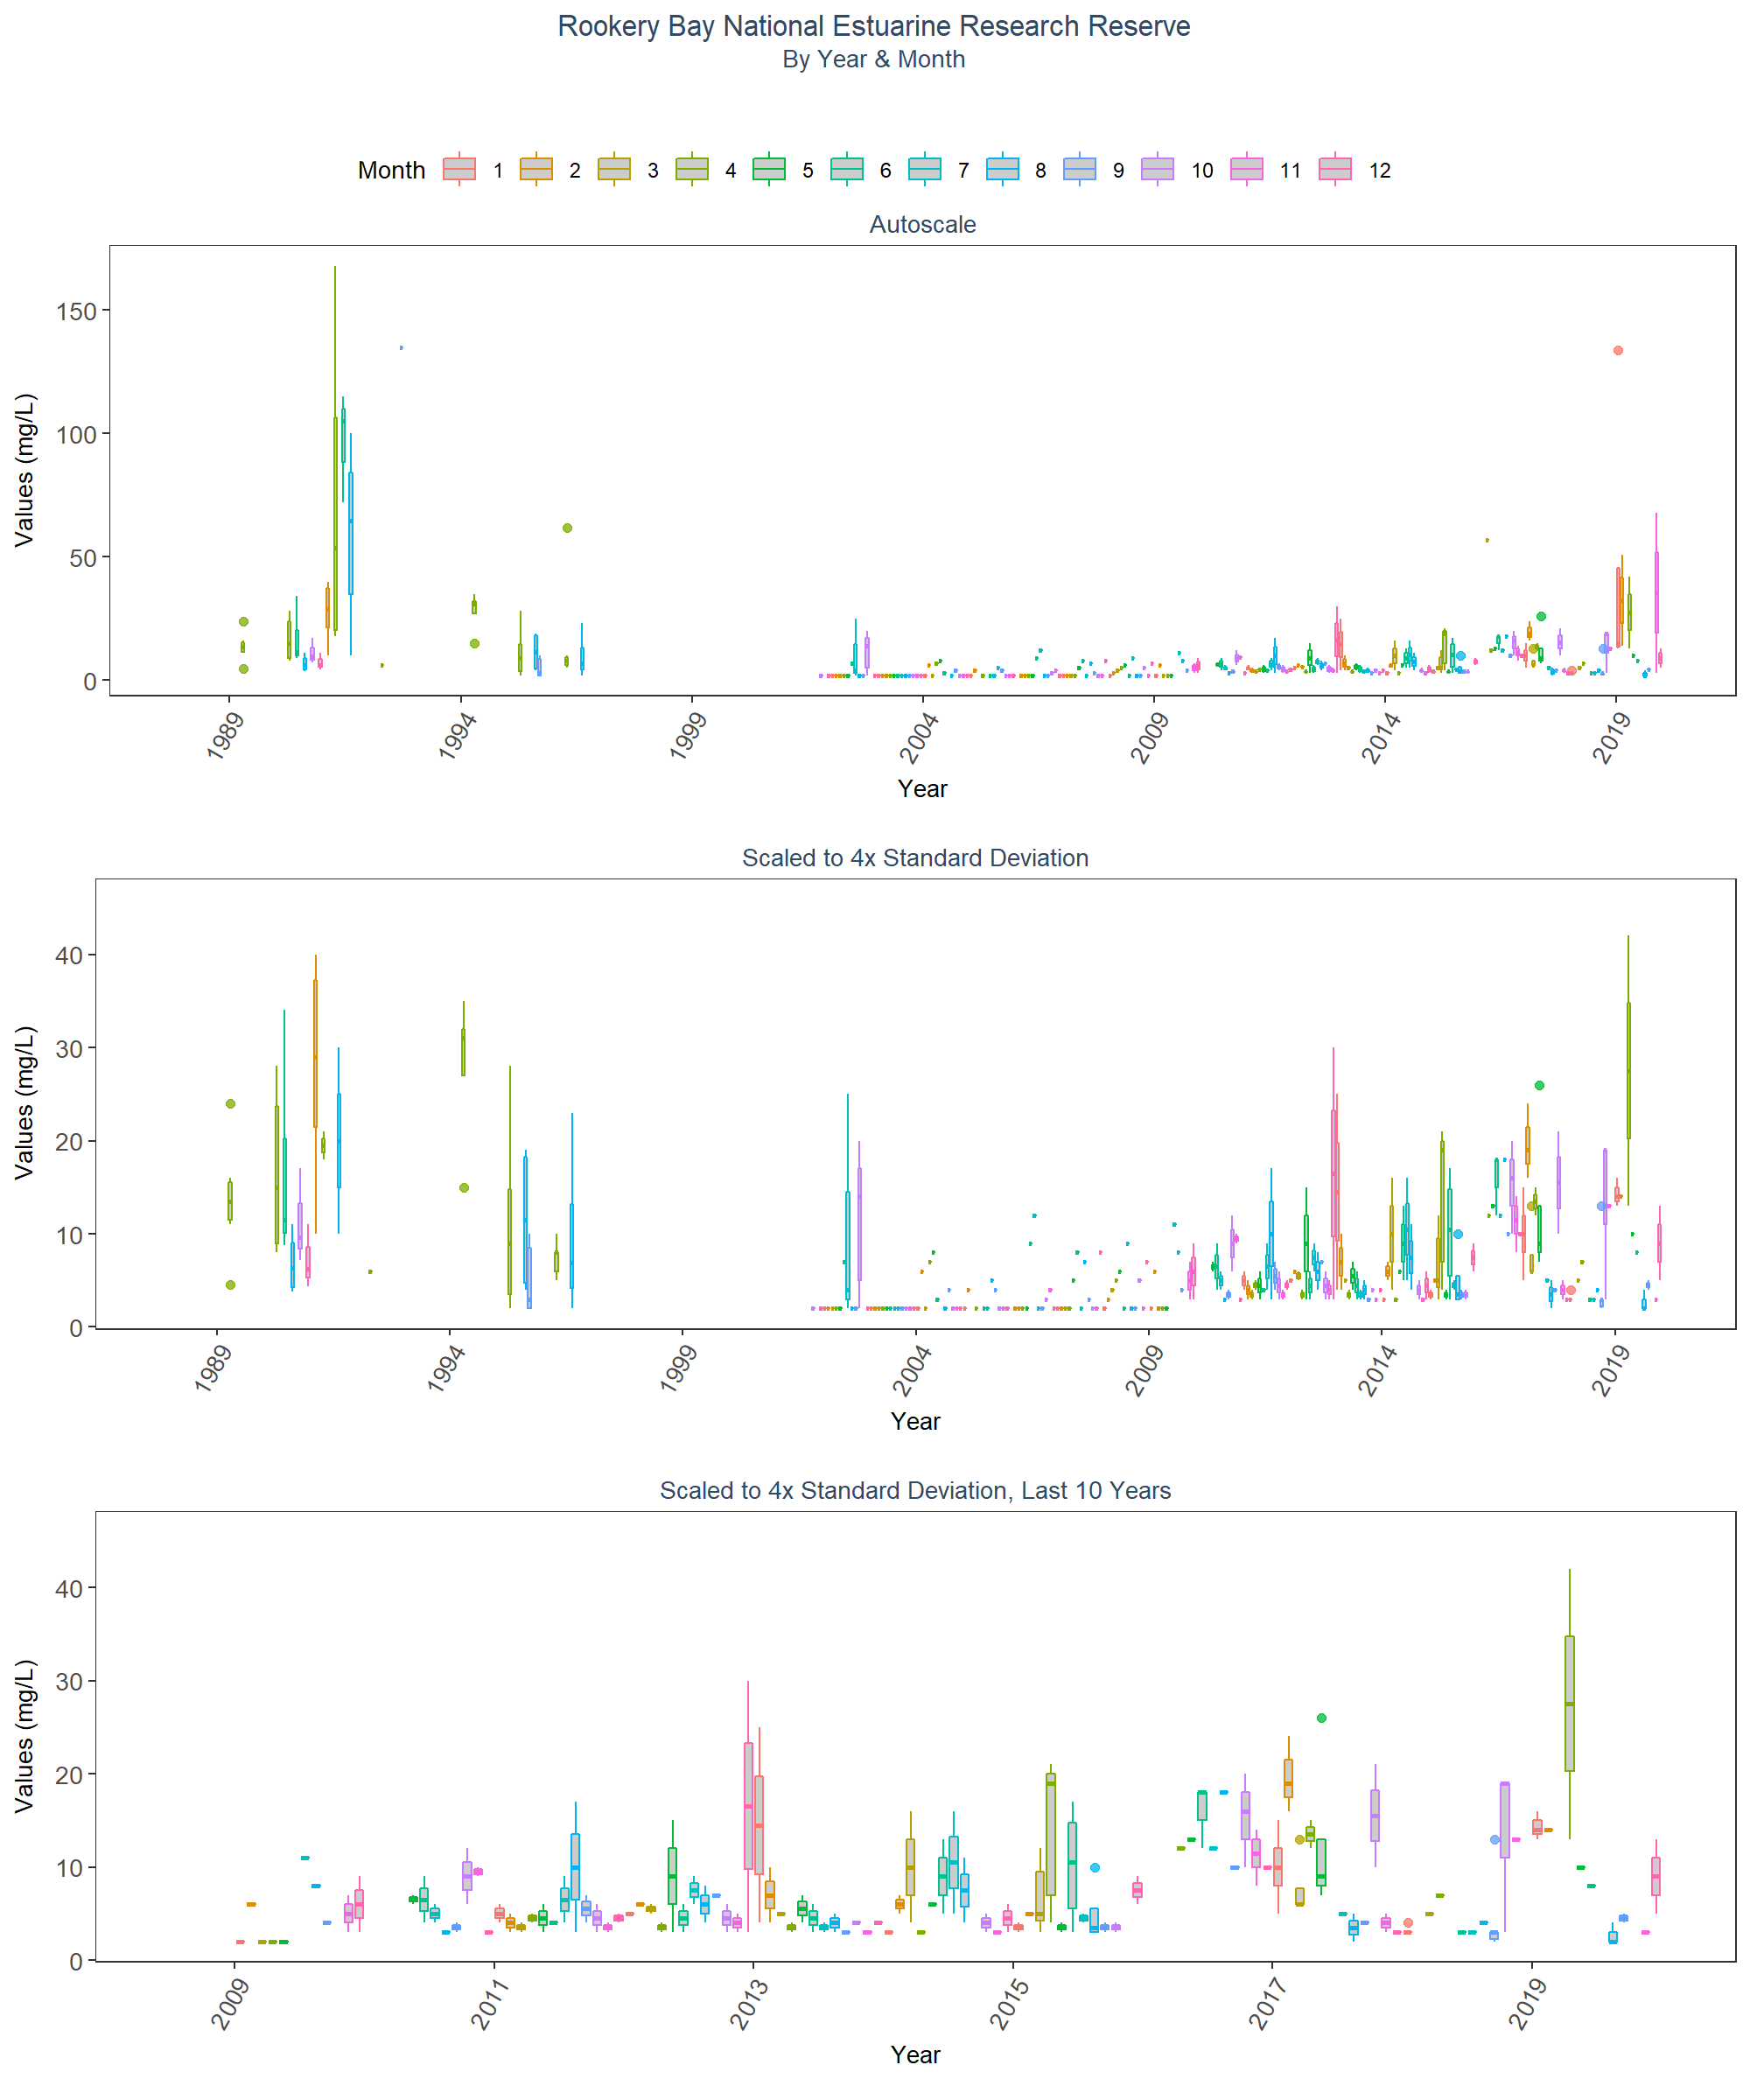 Rookery Bay National Estuarine Research Reserve
By Year & Month
Month 1 2 3 4 5 6 7 8 9 10 11 12
Autoscale
Values (mg/L)
150
100
50
0
1989 1994 1999 2004 2009 2014 2019
Year
Scaled to 4x Standard Deviation
Values (mg/L)
40
30
20
10
0
1989 1994 1999 2004 2009 2014 2019
Year
Scaled to 4x Standard Deviation, Last 10 Years
Values (mg/L)
40
30
20
10
0
2009 2011 2013 2015 2017 2019
Year